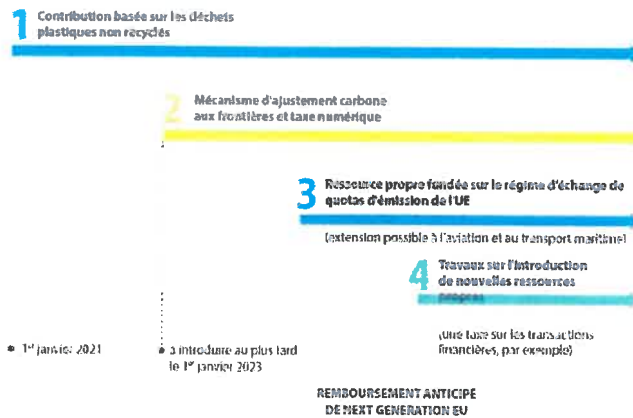 1 Contribution basée sur les déchets
plastiques non recyclés
2 Mécanisme d'ajustement carbone
aux frontières et taxe numérique
3 Ressource propre fondée sur le régime d'échange de
quotas d'émission de l'UE
(extension possible à l'aviation et au transport maritime)
4 Travaux sur l'introduction
de nouvelles ressources
propres
(une taxe sur les transactions
financières, par exemple)
1er janvier 2021
à introduire au plus tard
le 1er janvier 2023
REMBOURSEMENT ANTICIPE
DE NEXT GENERATION EU